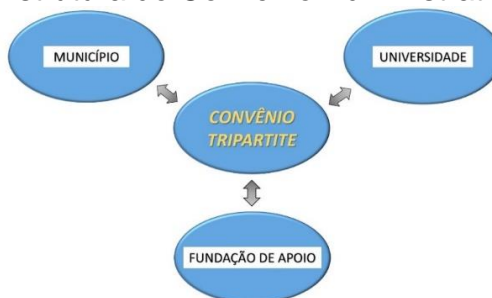 MUNICÍPIO
UNIVERSIDADE
CONVÊNIO
TRIPARTITE
FUNDAÇÃO DE APOIO